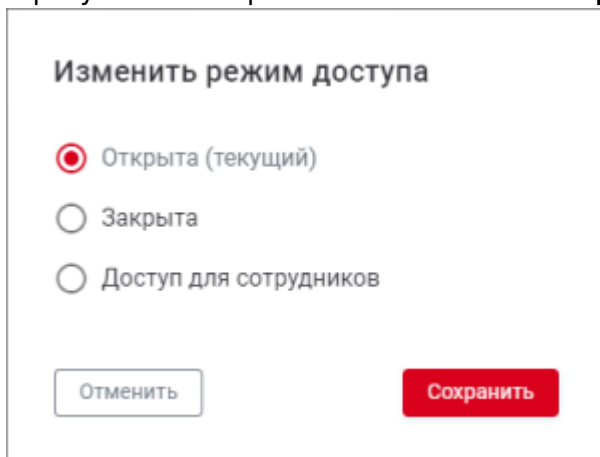 Изменить режим доступа
Открыта (текущий)
Закрыта
Доступ для сотрудников
Отменить
Сохранить